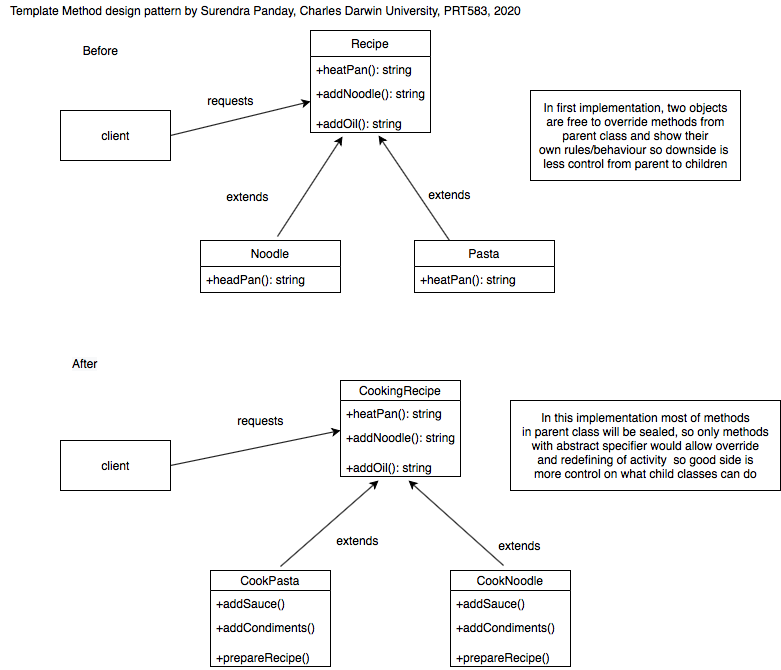 Template Method design pattern by Surendra Panday, Charles Darwin University, PRT583, 2020
Before
Recipe
+heatPan(): string
+addNoodle(): string
+addOil(): string
requests
client
In first implementation, two objects
are free to override methods from
parent class and show their
own rules/behaviour so downside is
less control from parent to children
extends
extends
Noodle
+headPan(): string
Pasta
+heatPan(): string
After
CookingRecipe
+heatPan(): string
+addNoodle(): string
+addOil(): string
requests
client
In this implementation most of methods
in parent class will be sealed, so only methods
with abstract specifier would allow override
and redefining of activity so good side is
more control on what child classes can do
extends
extends
CookPasta
+addSauce()
+addCondiments()
+prepareRecipe()
CookNoodle
+addSauce()
+addCondiments()
+prepareRecipe()